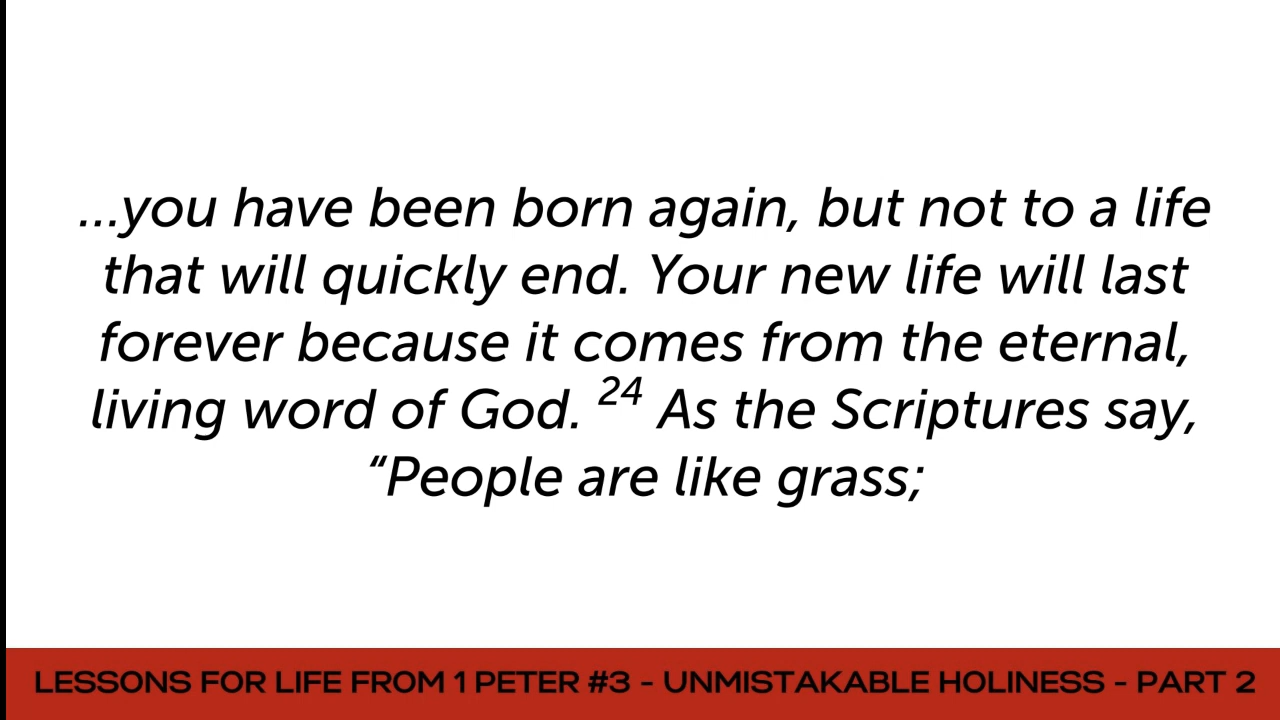 ...you have been born again, but not to a life
that will quickly end. Your new life will last
forever because it comes from the eternal,
living word of God. ²⁴ As the Scriptures say,
“People are like grass;
LESSONS FOR LIFE FROM 1 PETER #3 - UNMISTAKABLE HOLINESS - PART 2